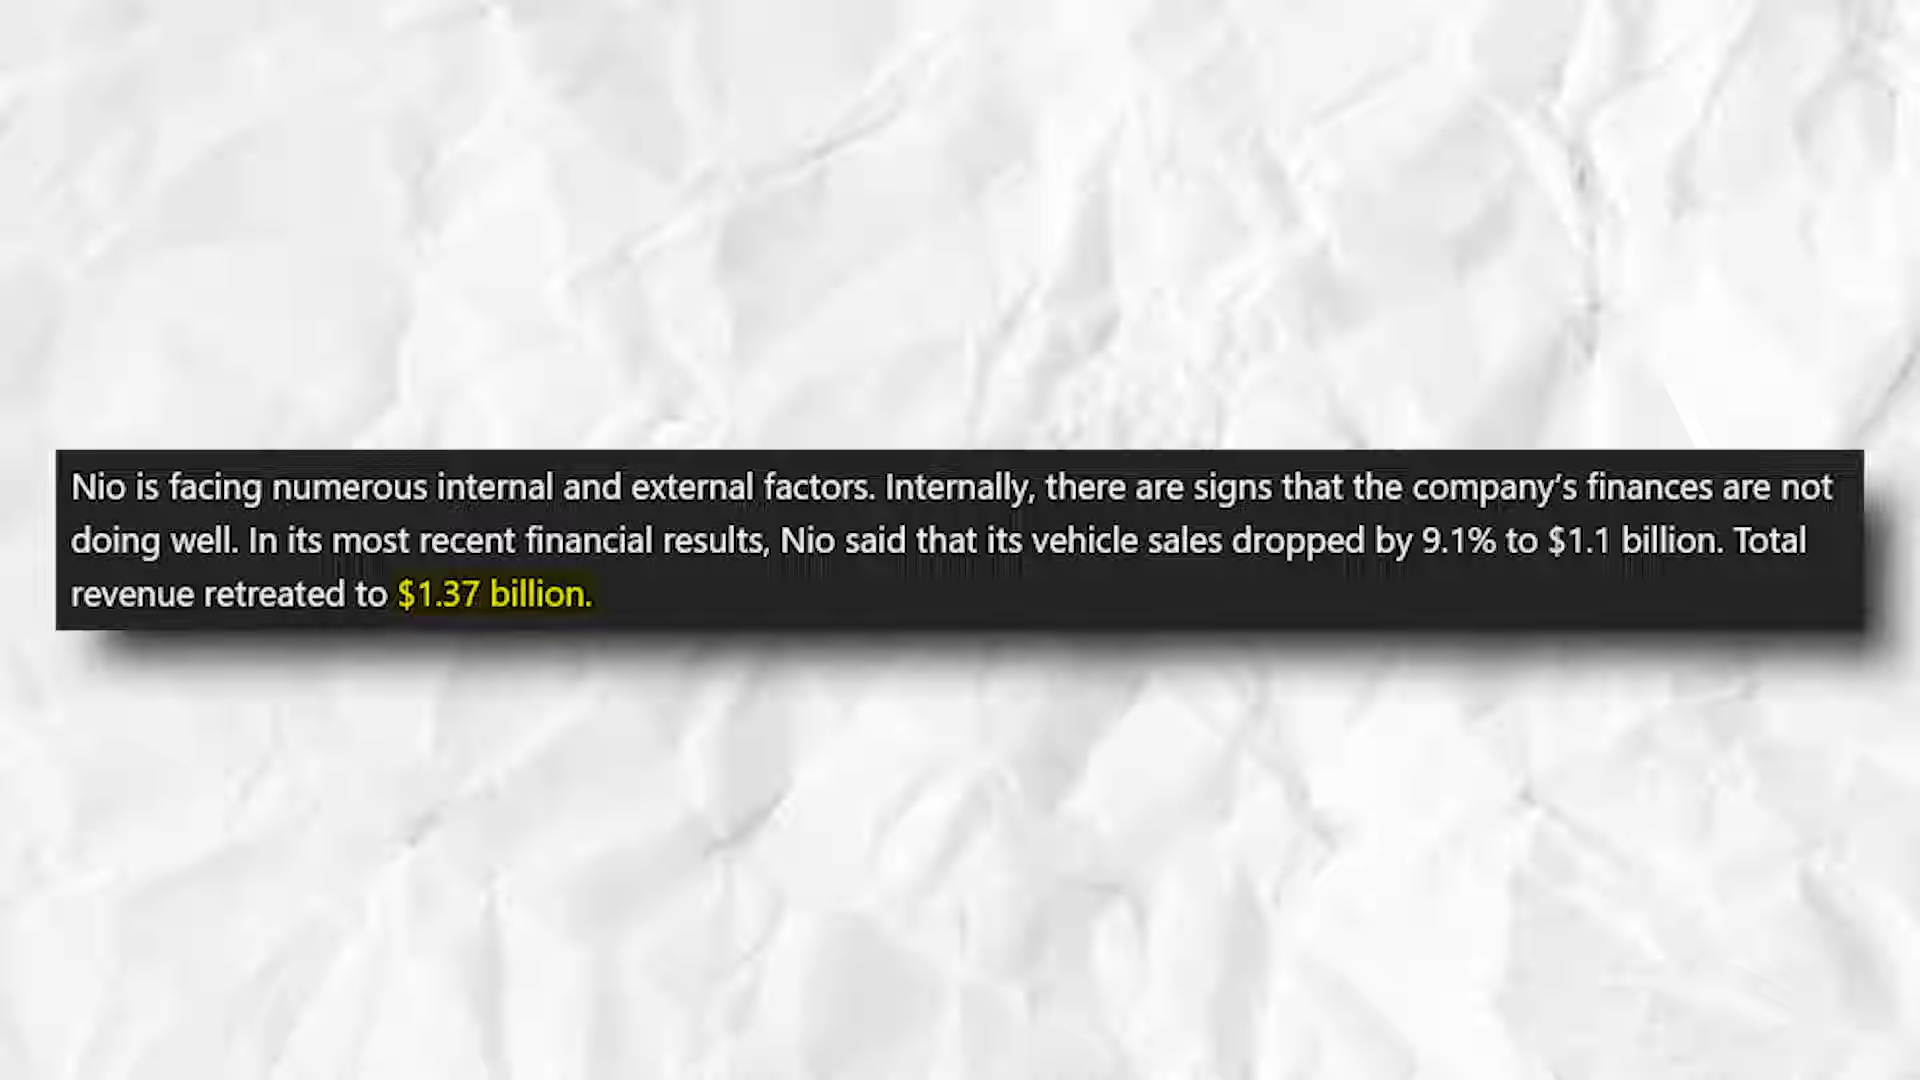 Nio is facing numerous internal and external factors. Internally, there are signs that the company’s finances are not
doing well. In its most recent financial results, Nio said that its vehicle sales dropped by 9.1% to $1.1 billion. Total
revenue retreated to $1.37 billion.